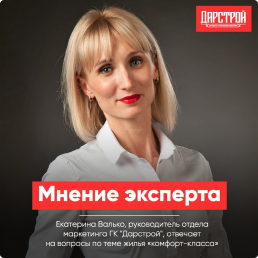 ДАРСТРОЙ
Мнение эксперта
Екатерина Валько, руководитель отдела
маркетинга ГК "Дарстрой", отвечает
на вопросы по теме жилья «комфорт-класса»